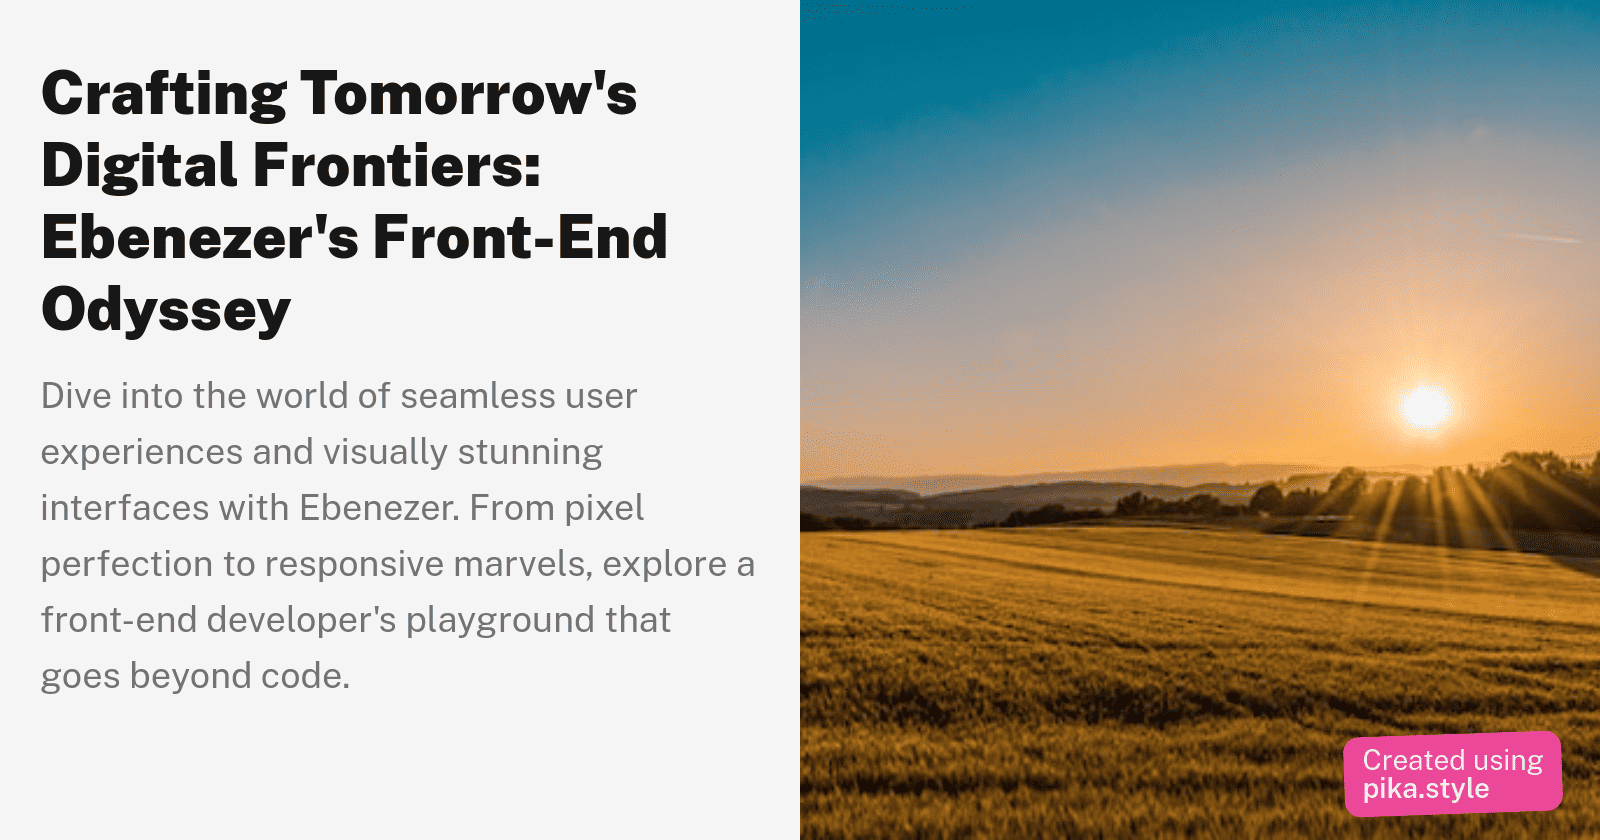 Crafting Tomorrow's
Digital Frontiers:
Ebenezer's Front-End
Odyssey
Dive into the world of seamless user
experiences and visually stunning
interfaces with Ebenezer. From pixel
perfection to responsive marvels, explore a
front-end developer's playground that
goes beyond code.
Created using
pika.style